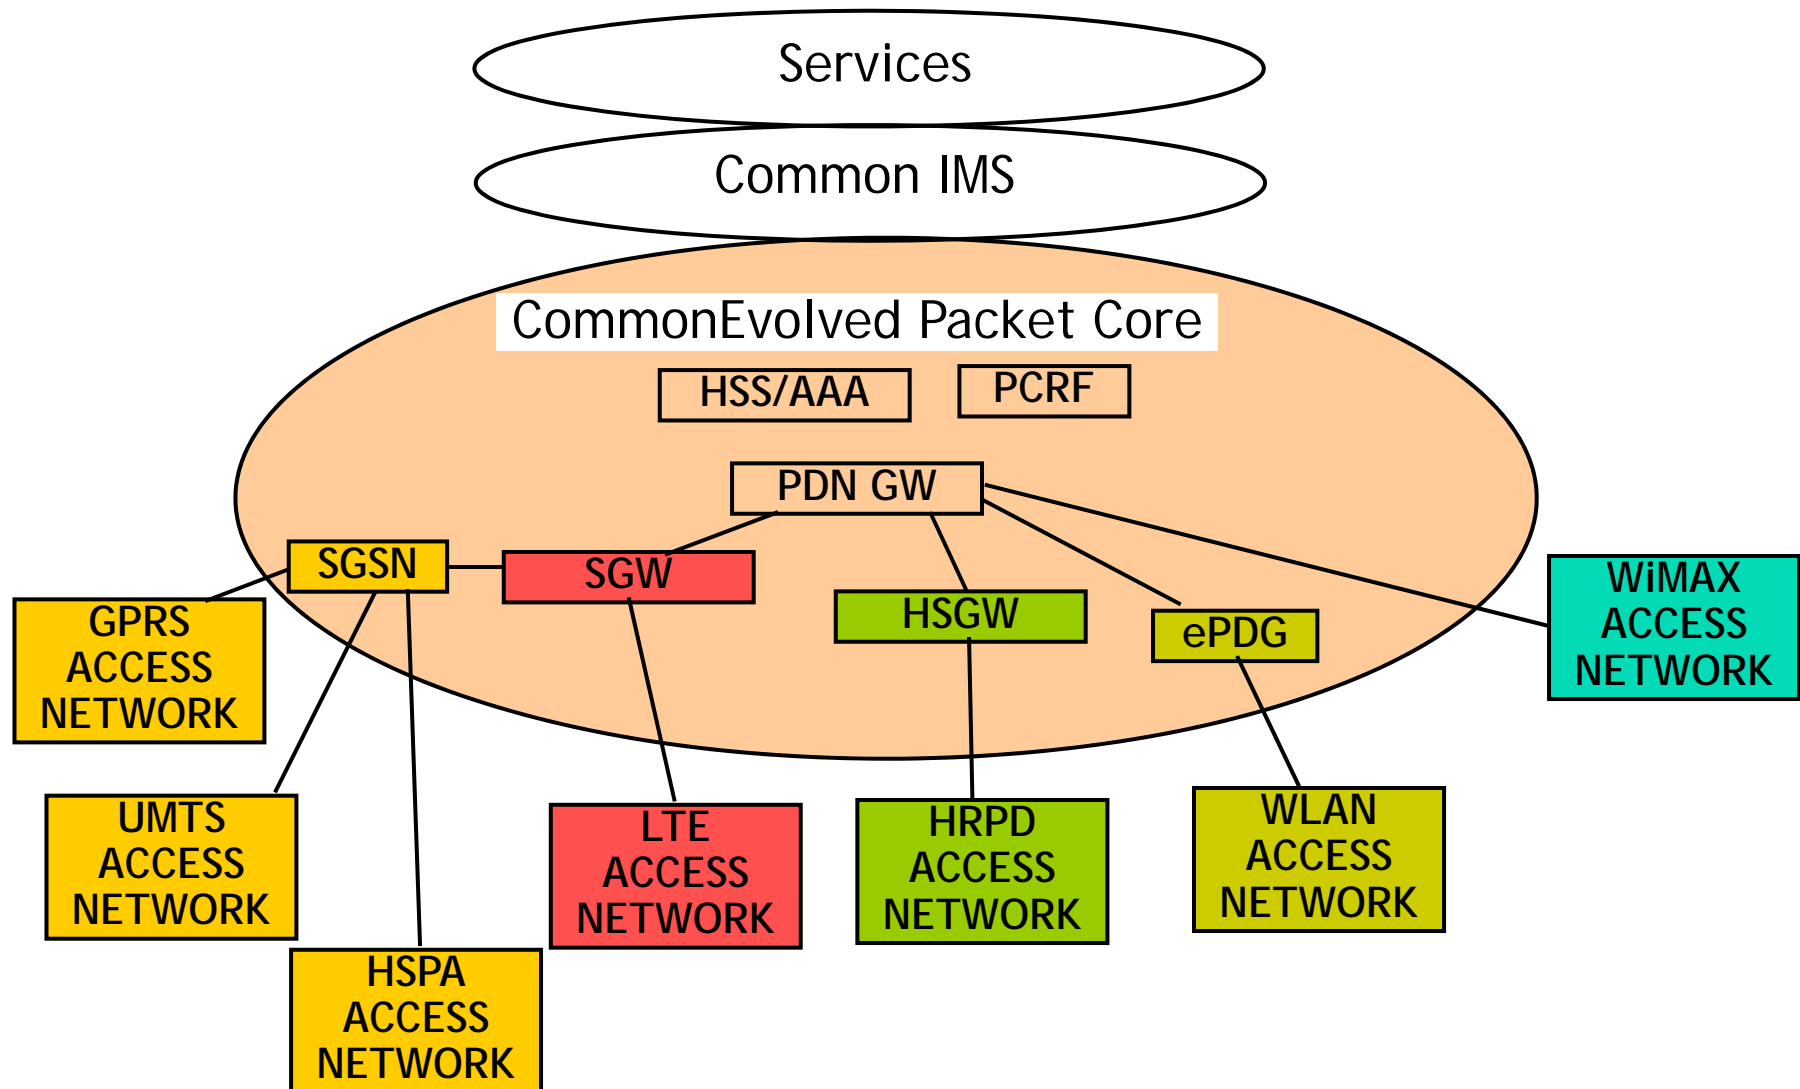 Services
Common IMS
CommonEvolved Packet Core
HSS/AAA
PCRF
PDN GW
SGSN
SGW
HSGW
ePDG
WiMAX
ACCESS
NETWORK
GPRS
ACCESS
NETWORK
UMTS
ACCESS
NETWORK
LTE
ACCESS
NETWORK
HRPD
ACCESS
NETWORK
WLAN
ACCESS
NETWORK
HSPA
ACCESS
NETWORK